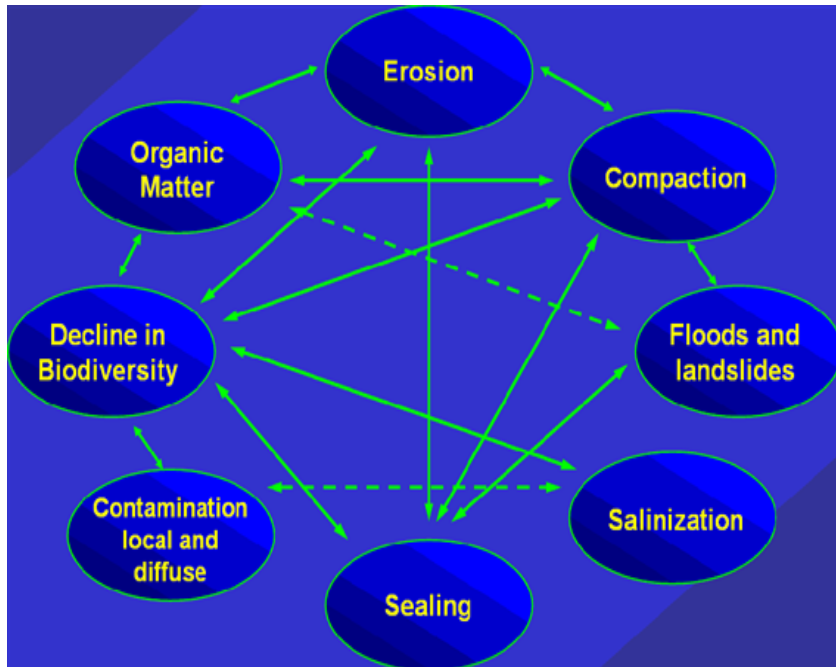 Erosion
Organic
Matter
Compaction
Decline in
Biodiversity
Floods and
landslides
Contamination
local and
diffuse
Salinization
Sealing